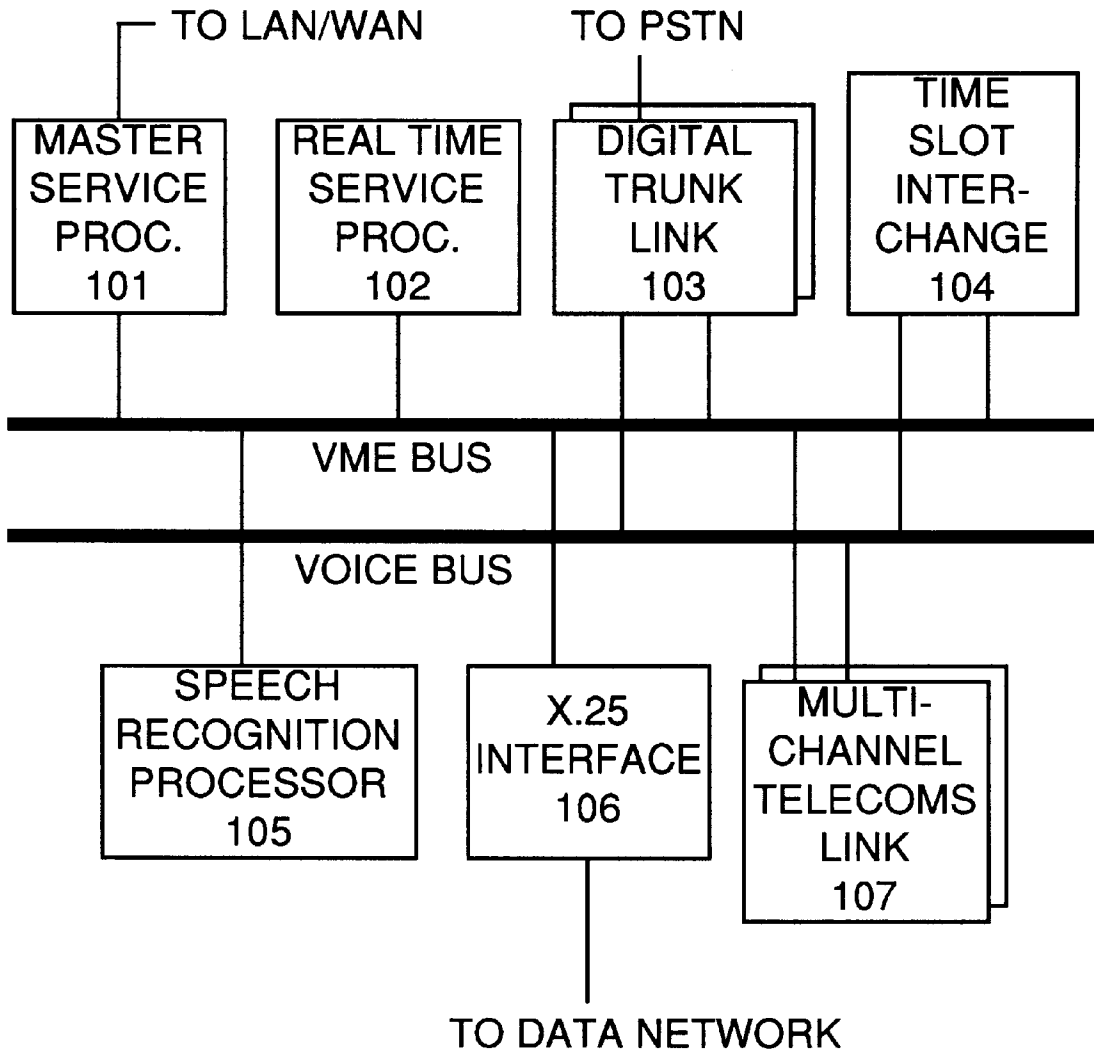 TO LAN/WAN
TO PSTN
MASTER
SERVICE
PROC.
101
REAL TIME
SERVICE
PROC.
102
DIGITAL
TRUNK
LINK
103
TIME
SLOT
INTER-
CHANGE
104
VME BUS
VOICE BUS
SPEECH
RECOGNITION
PROCESSOR
105
X.25
INTERFACE
106
MULTI-
CHANNEL
TELECOMS
LINK
107
TO DATA NETWORK